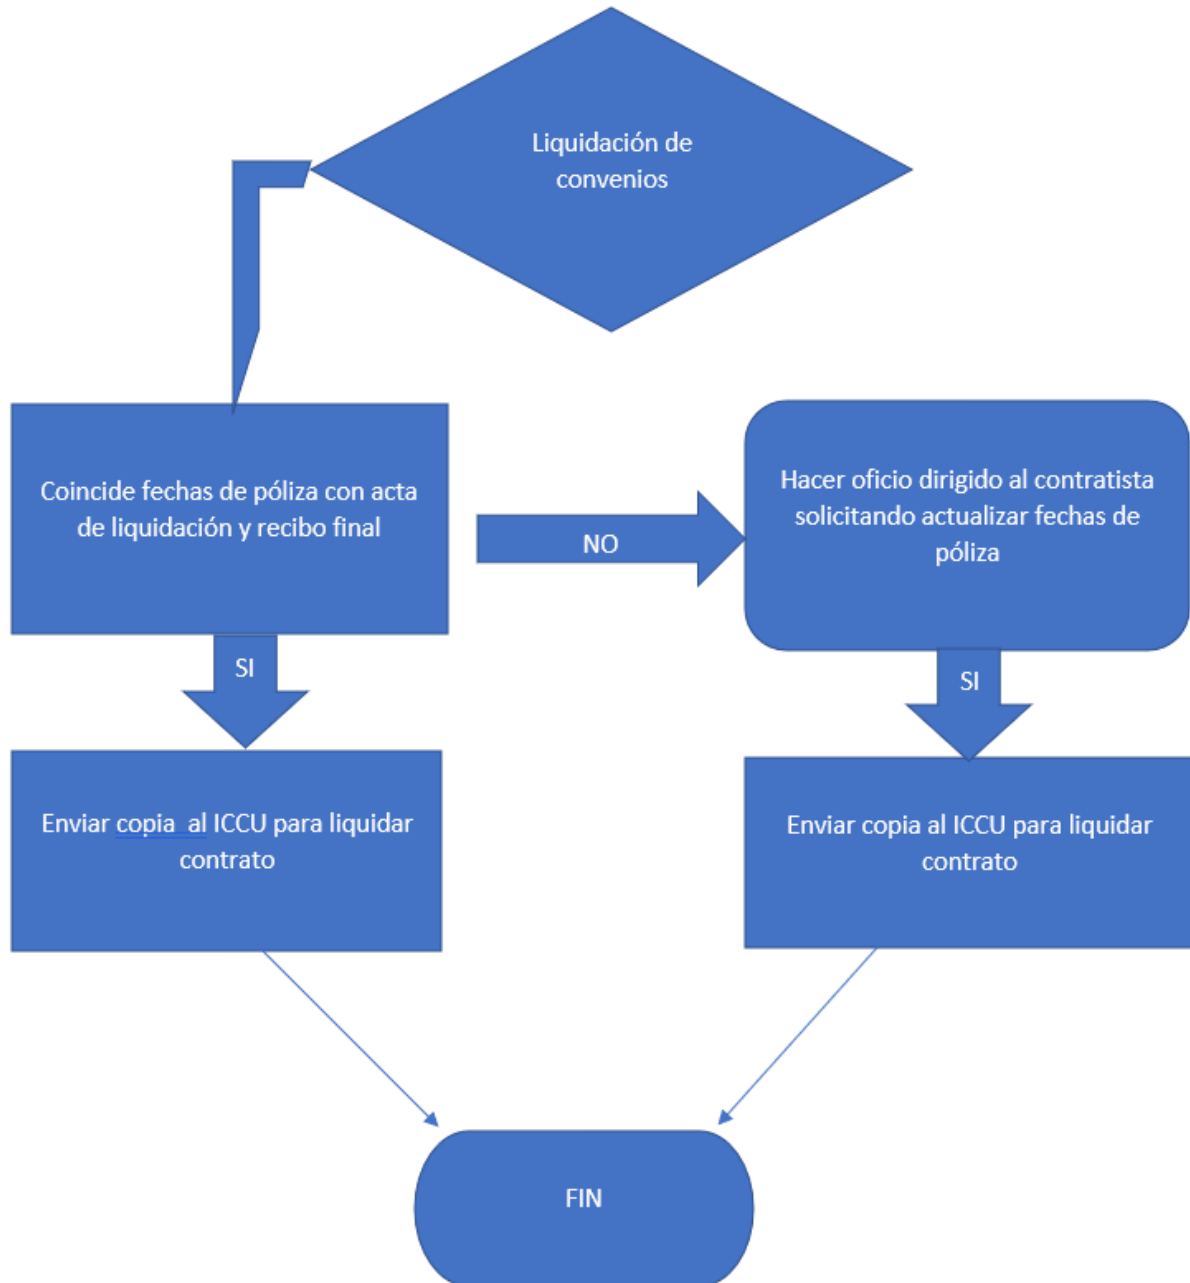 Liquidación de
convenios
Coincide fechas de póliza con acta
de liquidación y recibo final
NO
Hacer oficio dirigido al contratista
solicitando actualizar fechas de
póliza
SI
SI
Enviar copia  al ICCU para liquidar
contrato
Enviar copia al ICCU para liquidar
contrato
FIN